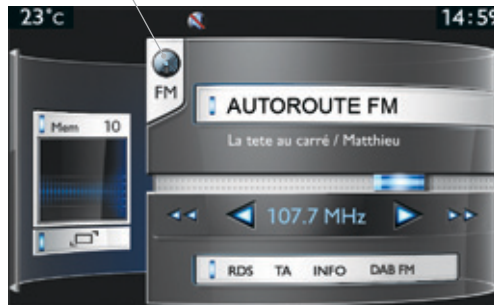 23°c 14:59
FM
AUTOROUTE FM
Mem 10
La tete au carré / Matthieu
107.7 MHz
RDS TA INFO DAB FM